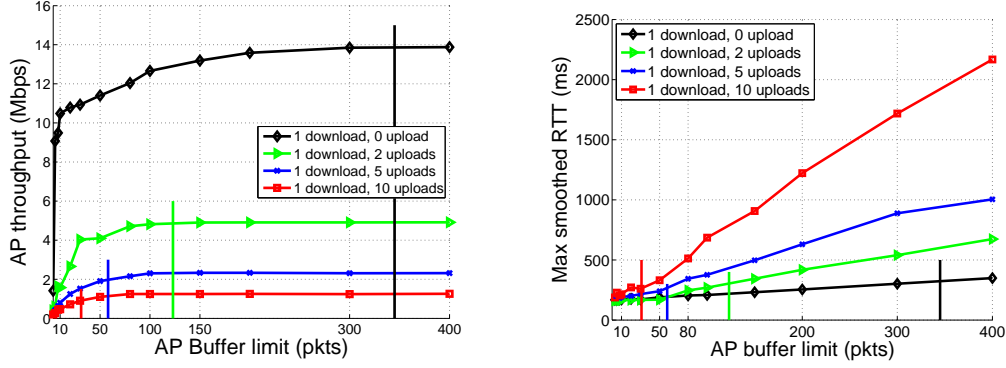 16
14
12
10
8
6
4
2
0
AP throughput (Mbps)
1 download, 0 upload
1 download, 2 uploads
1 download, 5 uploads
1 download, 10 uploads
10 50 100 150 300 400
AP Buffer limit (pkts)
2500
2000
1500
1000
500
0
Max smoothed RTT (ms)
1 download, 0 upload
1 download, 2 uploads
1 download, 5 uploads
1 download, 10 uploads
10 50 80 200 300 400
AP buffer limit (pkts)